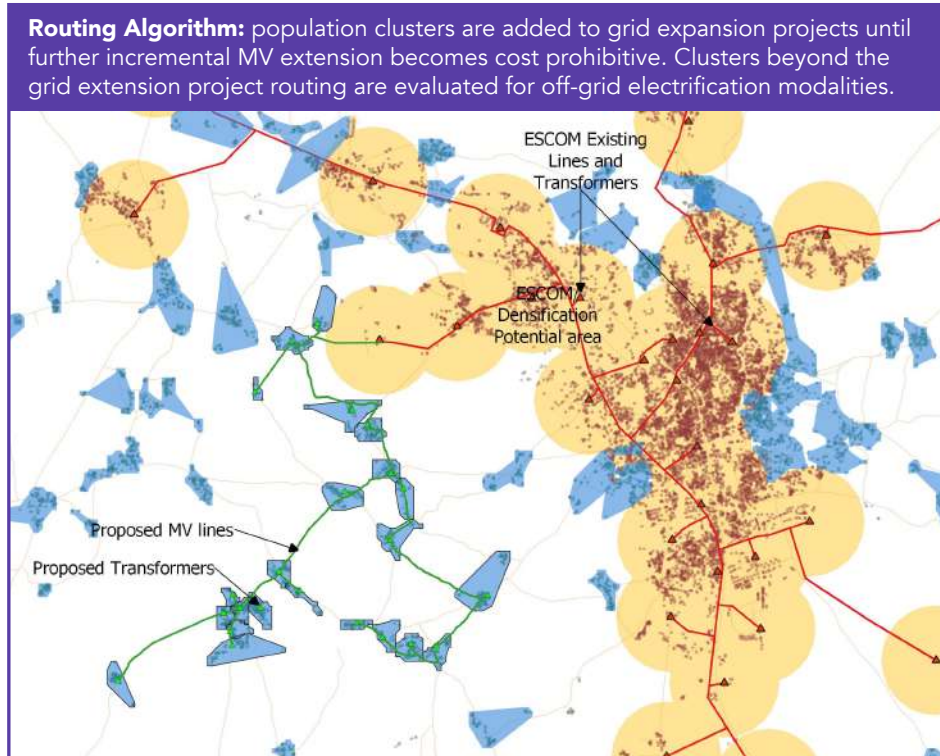 Routing Algorithm: population clusters are added to grid expansion projects until
further incremental MV extension becomes cost prohibitive. Clusters beyond the
grid extension project routing are evaluated for off-grid electrification modalities.
ESCOM Existing
Lines and
Transformers
ESCOM
Densification
Potential area
Proposed MV lines
Proposed Transformers